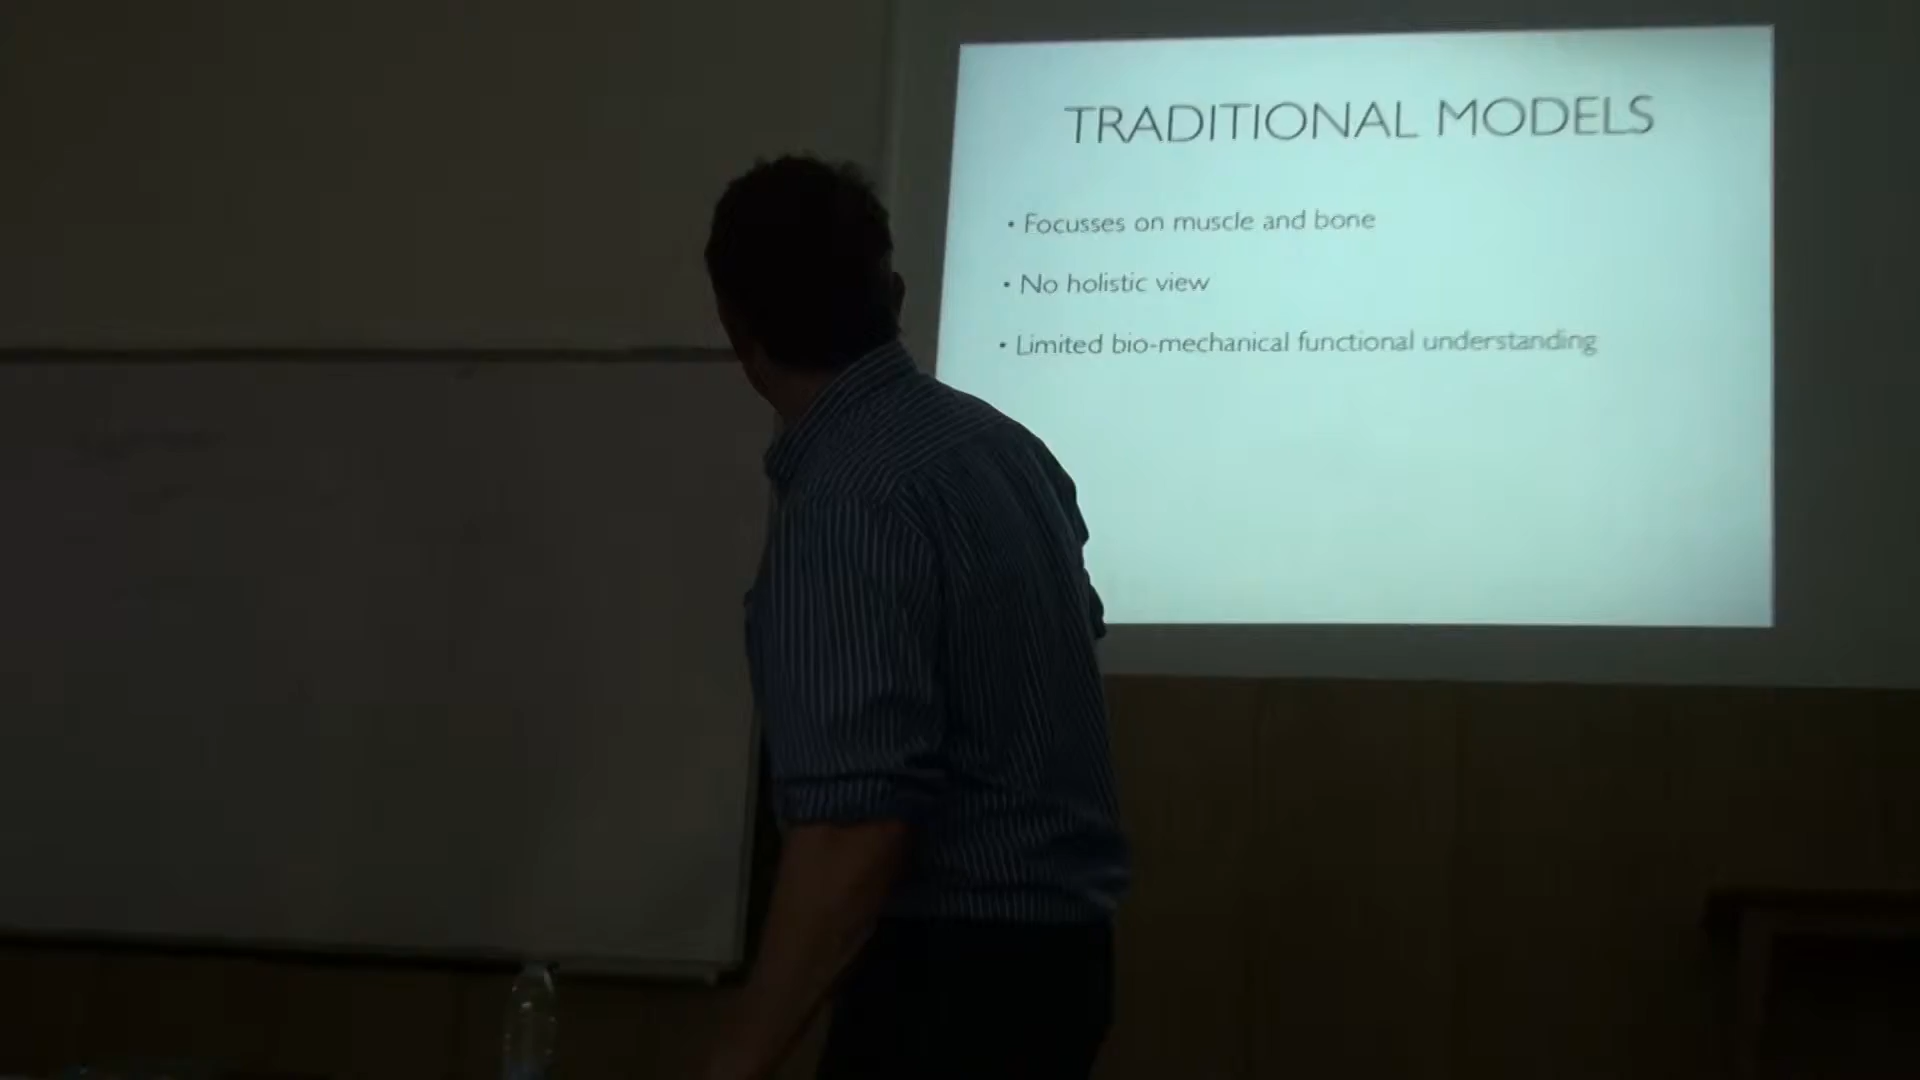 TRADITIONAL MODELS
• Focusses on muscle and bone
• No holistic view
• Limited bio-mechanical functional understanding